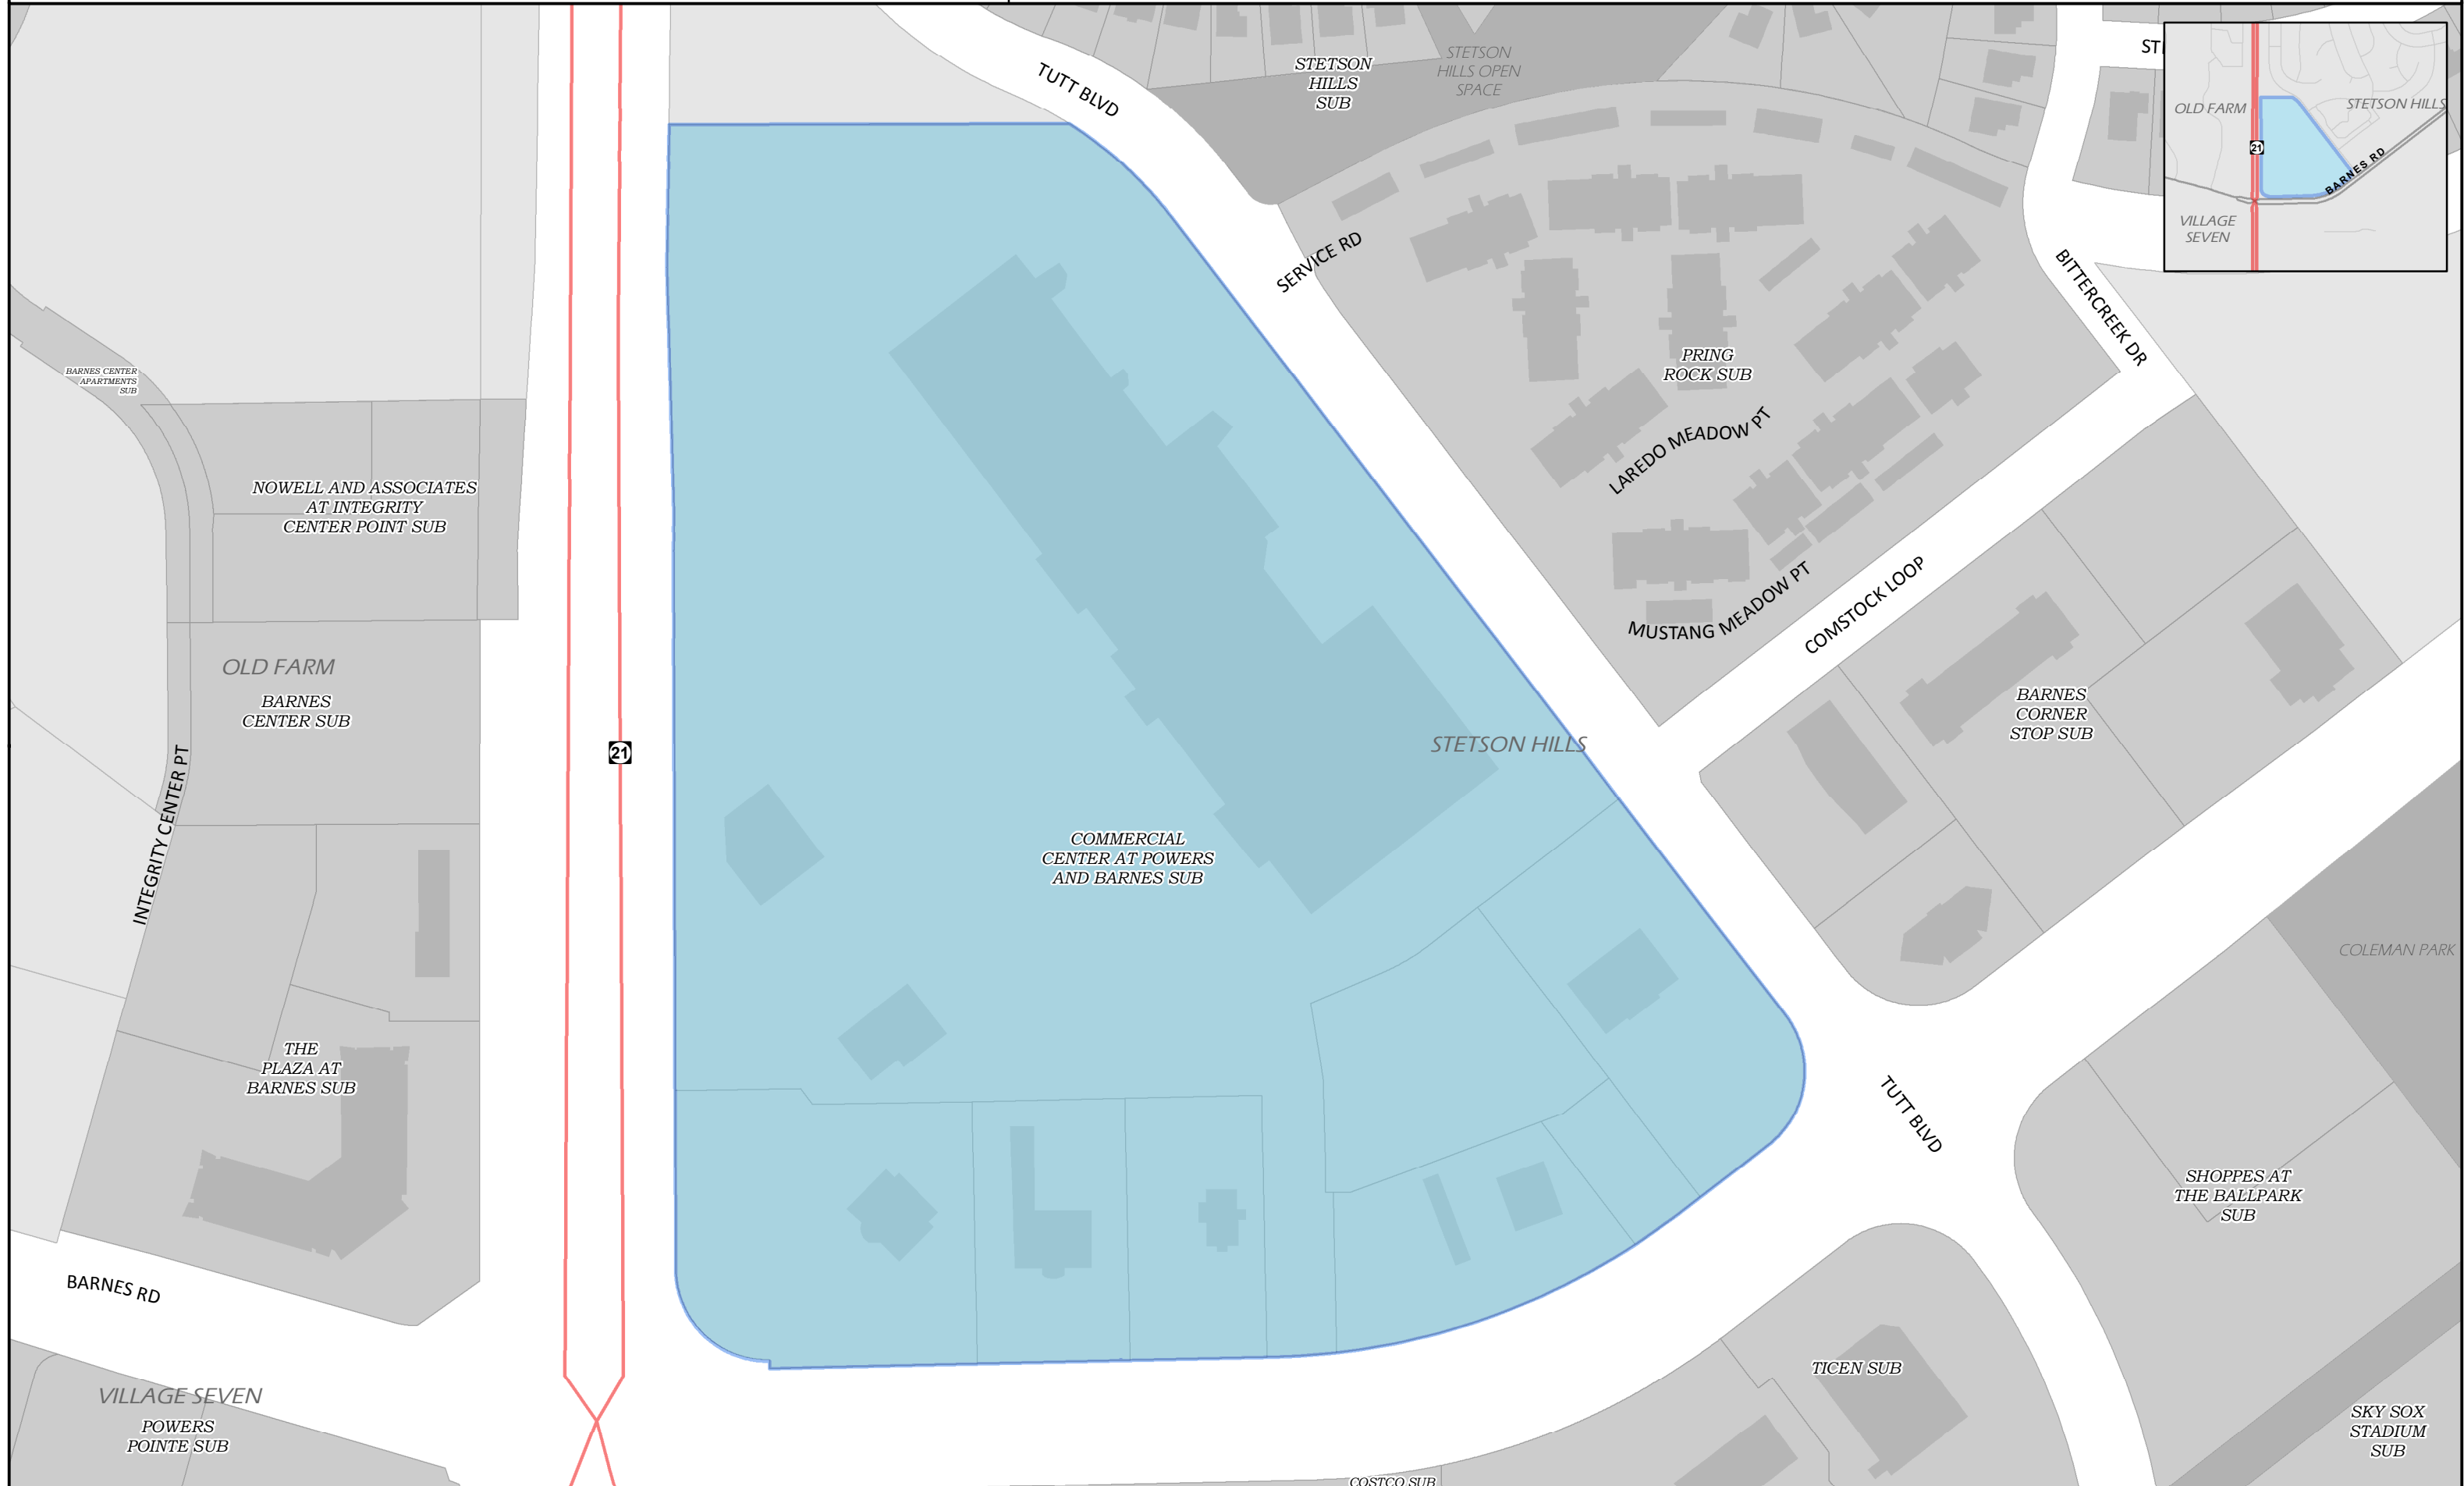 TUTT BLVD
STETSON
HILLS
SUB
STETSON
HILLS OPEN
SPACE
OLD FARM
STETSON HILLS
21
BARNES RD
VILLAGE
SEVEN
SERVICE RD
BITTERCREEK DR
BARNES CENTER
APARTMENTS
SUB
PRING
ROCK SUB
LAREDO MEADOW PT
NOWELL AND ASSOCIATES
AT INTEGRITY
CENTER POINT SUB
MUSTANG MEADOW PT
COMSTOCK LOOP
OLD FARM
BARNES
CENTER SUB
21
STETSON HILLS
BARNES
CORNER
STOP SUB
INTEGRITY CENTER PT
COMMERCIAL
CENTER AT POWERS
AND BARNES SUB
COLEMAN PARK
THE
PLAZA AT
BARNES SUB
TUTT BLVD
SHOPPES AT
THE BALLPARK
SUB
BARNES RD
TICEN SUB
VILLAGE SEVEN
POWERS
POINTE SUB
SKY SOX
STADIUM
SUB
COSTCO SUB